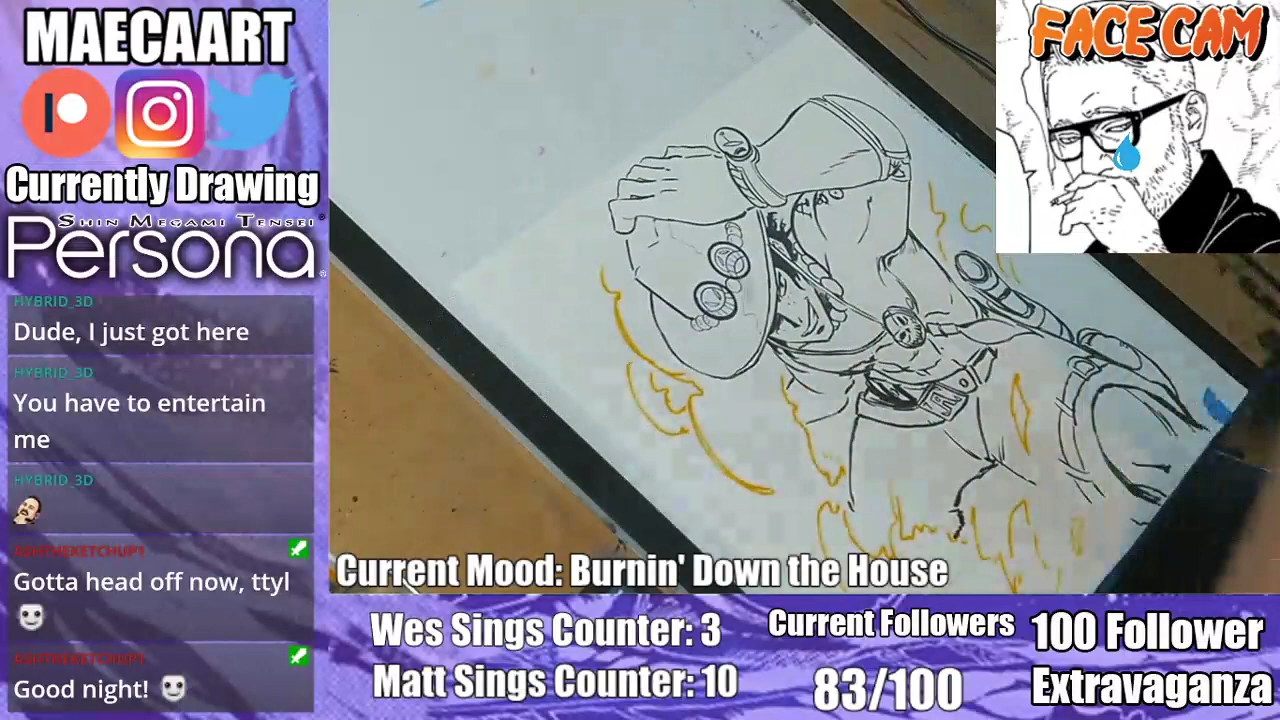 MAECAART
Currently Drawing
SHIN MEGAMI TENSEI
Persona
HYBRID_3D
Dude, I just got here
HYBRID_3D
You have to entertain
me
HYBRID_3D
ASHTHEKETCHUP1
Gotta head off now, ttyl
ASHTHEKETCHUP1
Good night!
FACE CAM
Current Mood: Burnin' Down the House
Wes Sings Counter: 3
Matt Sings Counter: 10
Current Followers
83/100
100 Follower
Extravaganza